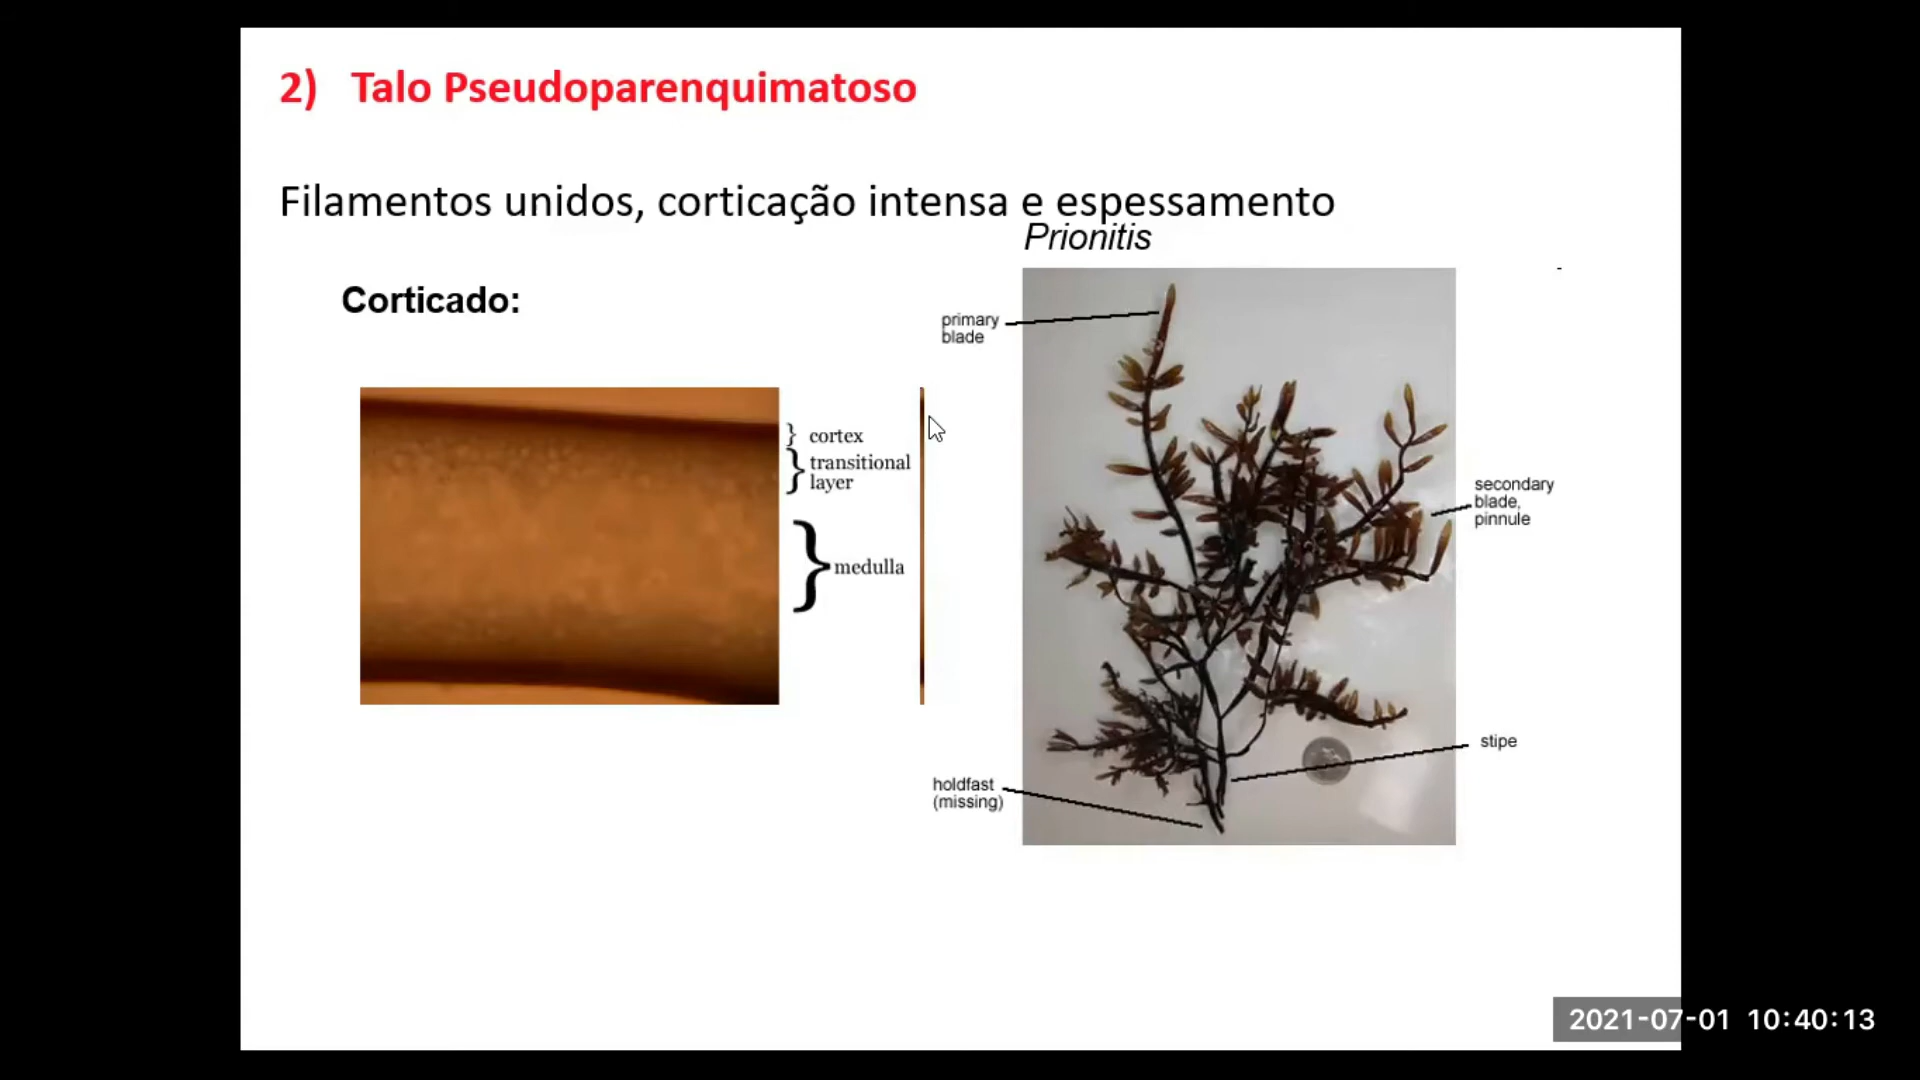 2) Talo Pseudoparenquimatoso
Filamentos unidos, corticação intensa e espessamento
Prionitis
Corticado:
primary
blade
cortex
transitional
layer
medulla
secondary
blade,
pinnule
stipe
holdfast
(missing)
2021-07-01 10:40:13